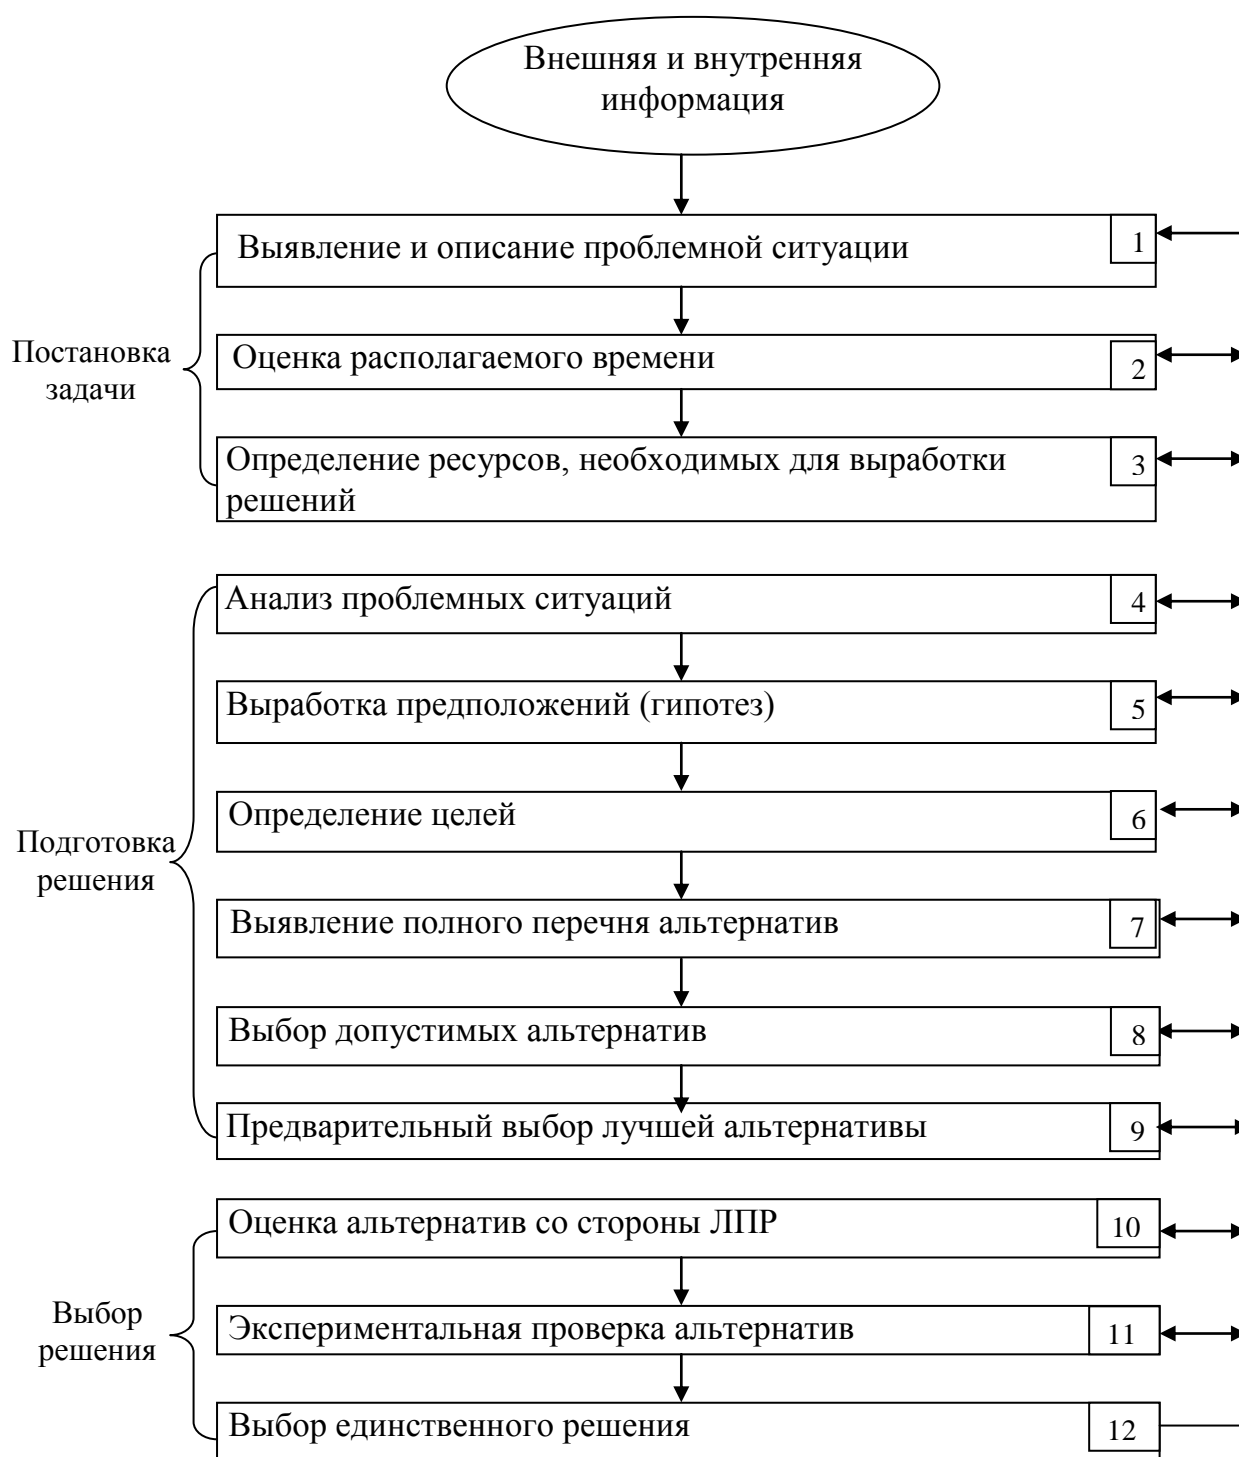 Внешняя и внутренняя
информация
Выявление и описание проблемной ситуации
1
Постановка
задачи
Оценка располагаемого времени
2
Определение ресурсов, необходимых для выработки
решений
3
Анализ проблемных ситуаций
4
Выработка предположений (гипотез)
5
Подготовка
решения
Определение целей
6
Выявление полного перечня альтернатив
7
Выбор допустимых альтернатив
8
Предварительный выбор лучшей альтернативы
9
Оценка альтернатив со стороны ЛПР
10
Выбор
решения
Экспериментальная проверка альтернатив
11
Выбор единственного решения
12